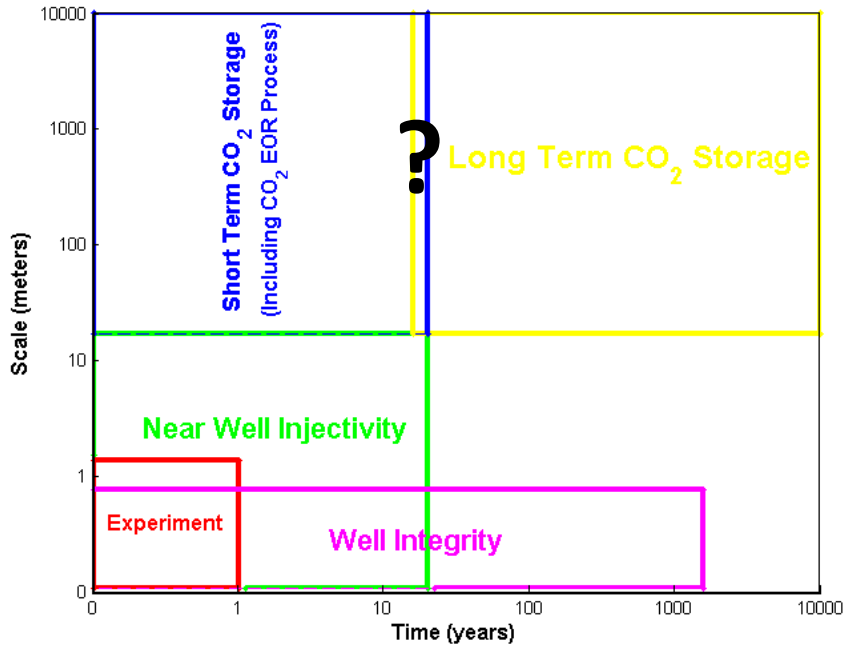 10000
1000
100
10
1
0
Scale (meters)
Short Term CO₂ Storage
(Including CO₂ EOR Process)
?
Long Term CO₂ Storage
Near Well Injectivity
Experiment
Well Integrity
0
1
10
100
1000
10000
Time (years)